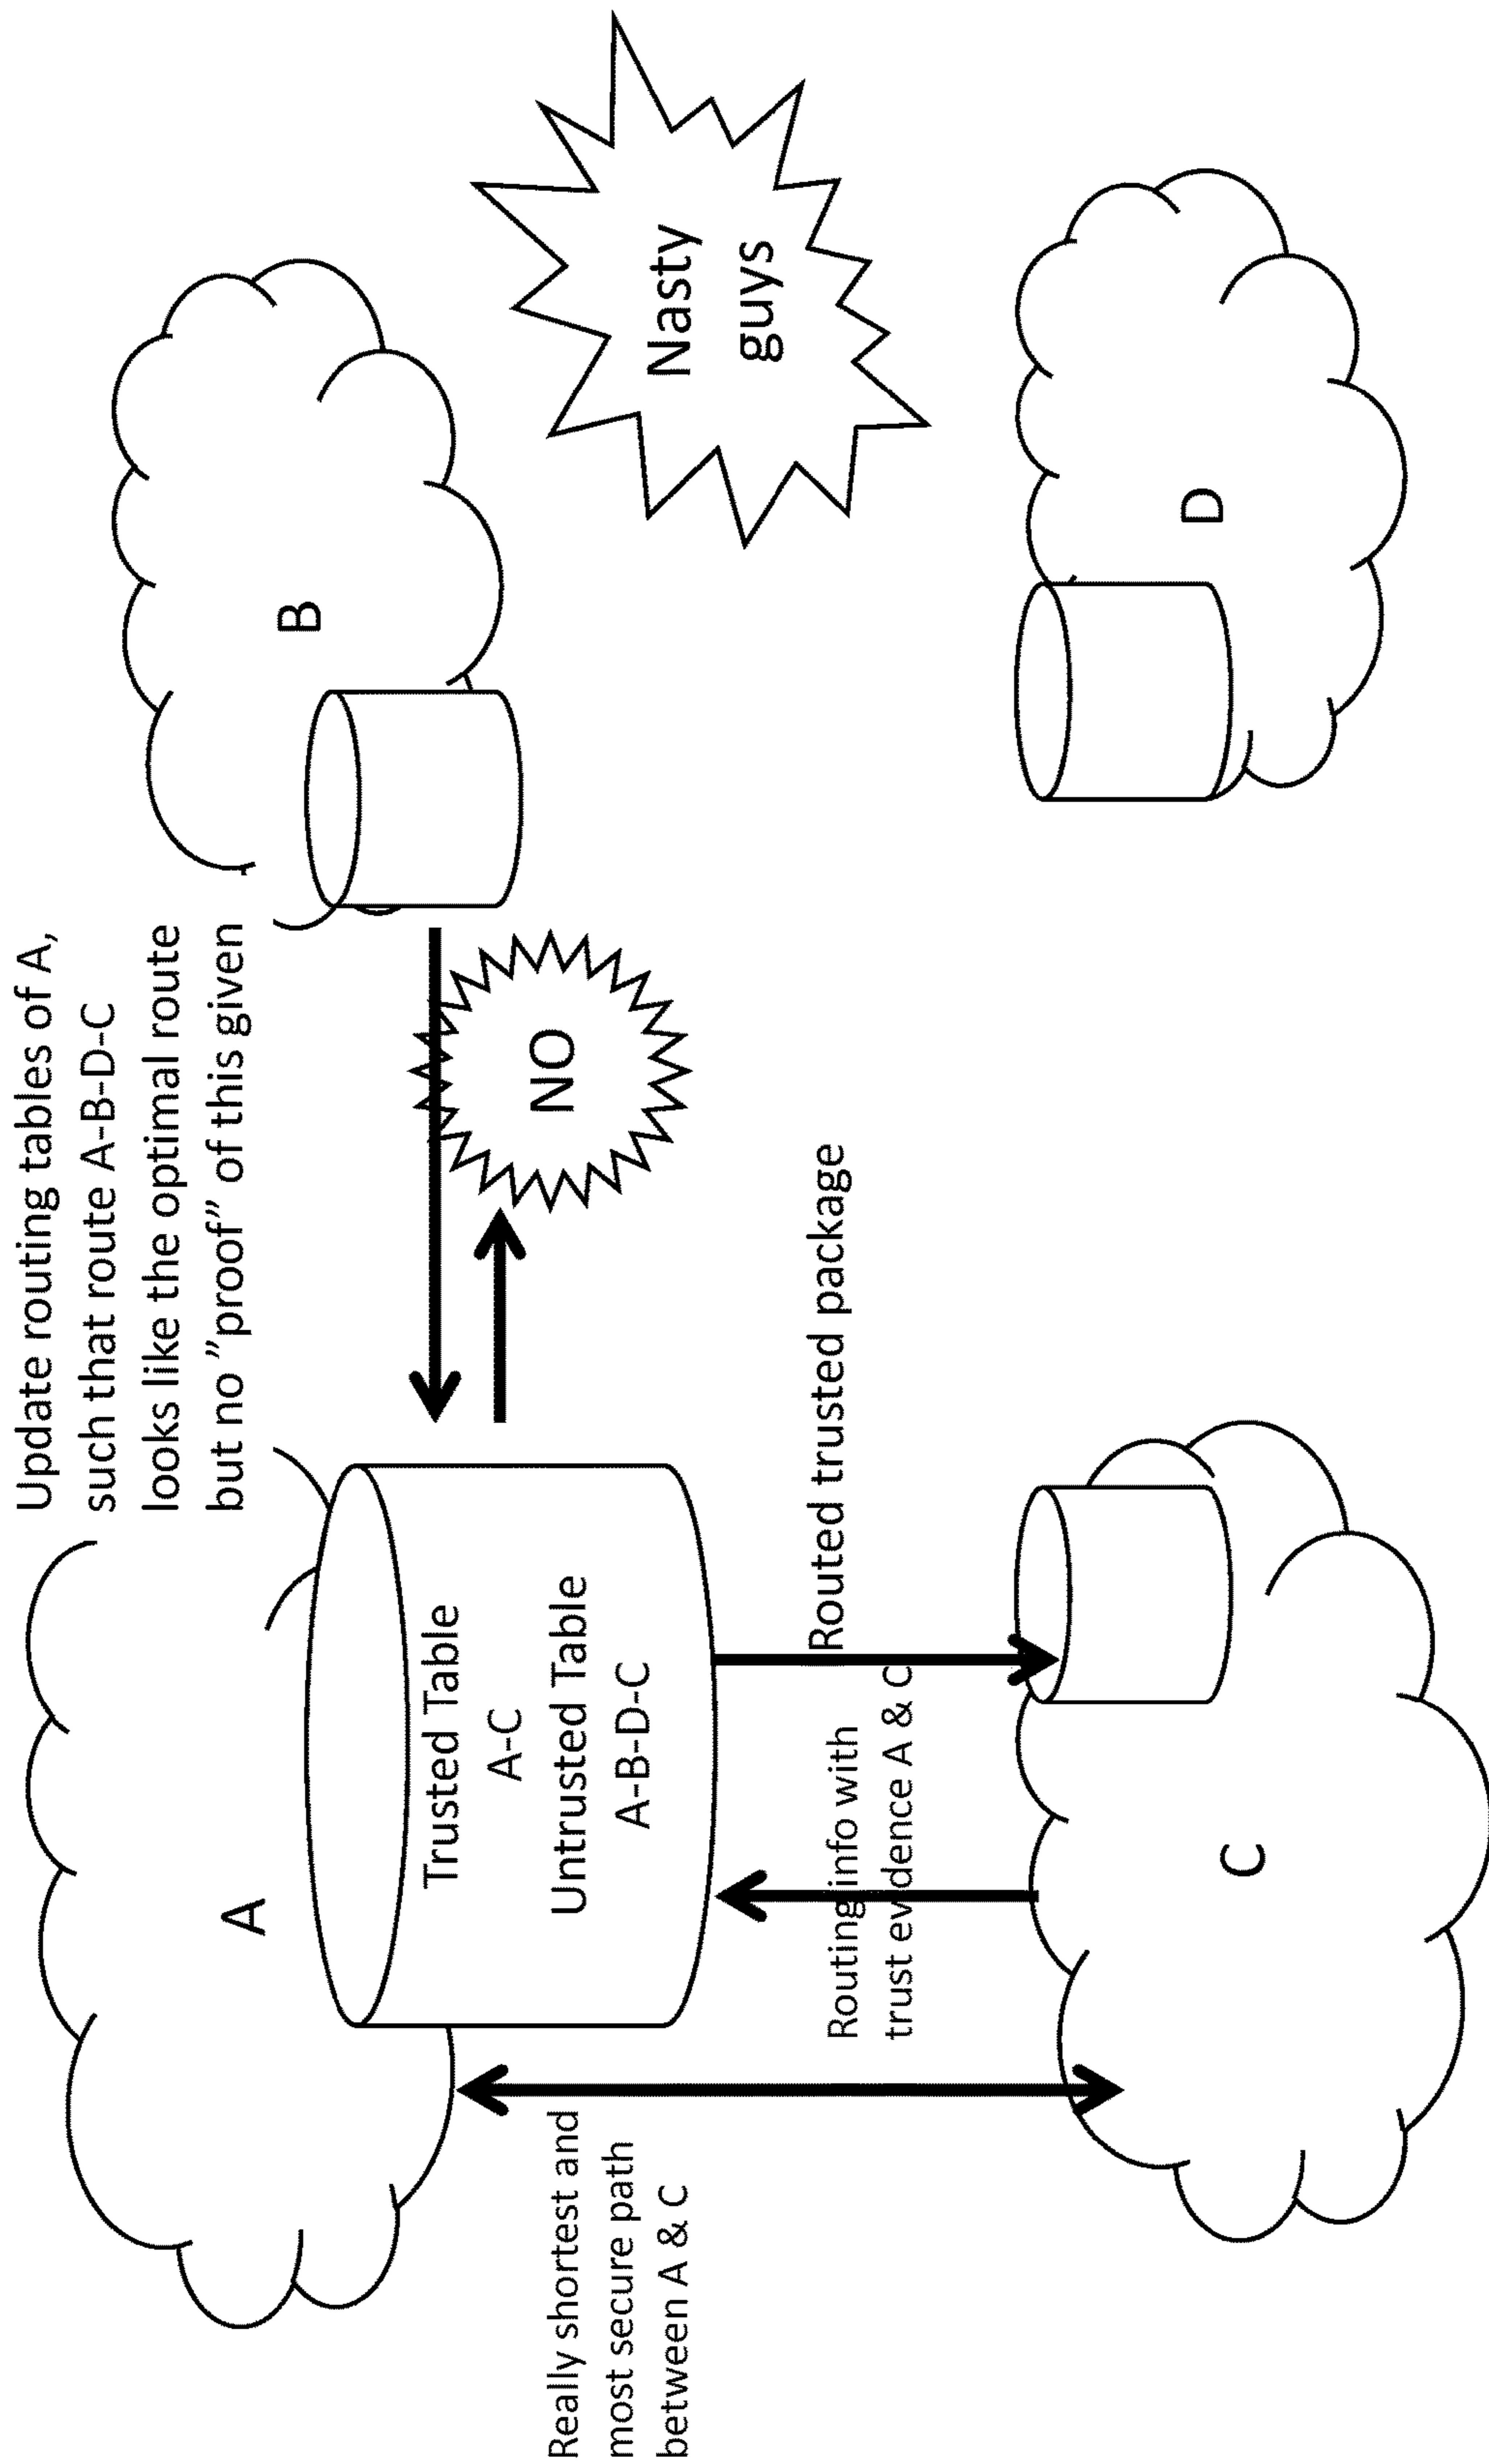 Update routing tables of A,
such that route A-B-D-C
looks like the optimal route
but no ”proof” of this given
A
B
Trusted Table
A-C
Untrusted Table
A-B-D-C
NO
Nasty
guys
Really shortest and
most secure path
between A & C
Routing info with
trust evidence A & C
Routed trusted package
C
D